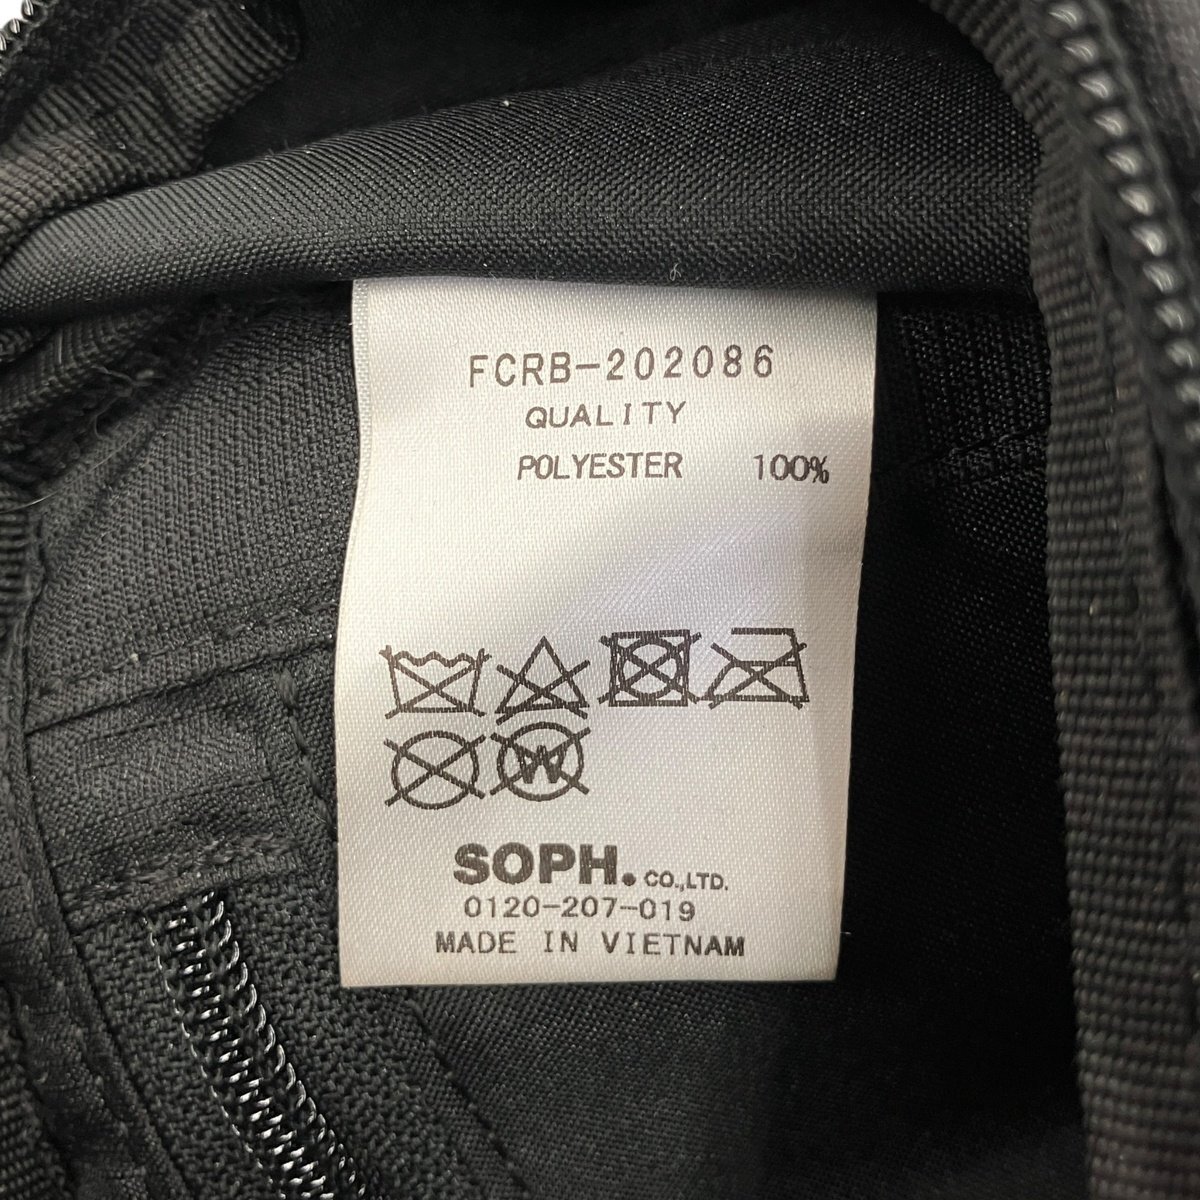 FCRB-202086
QUALITY
POLYESTER 100%
W
SOPH. CO.,LTD.
0120-207-019
MADE IN VIETNAM